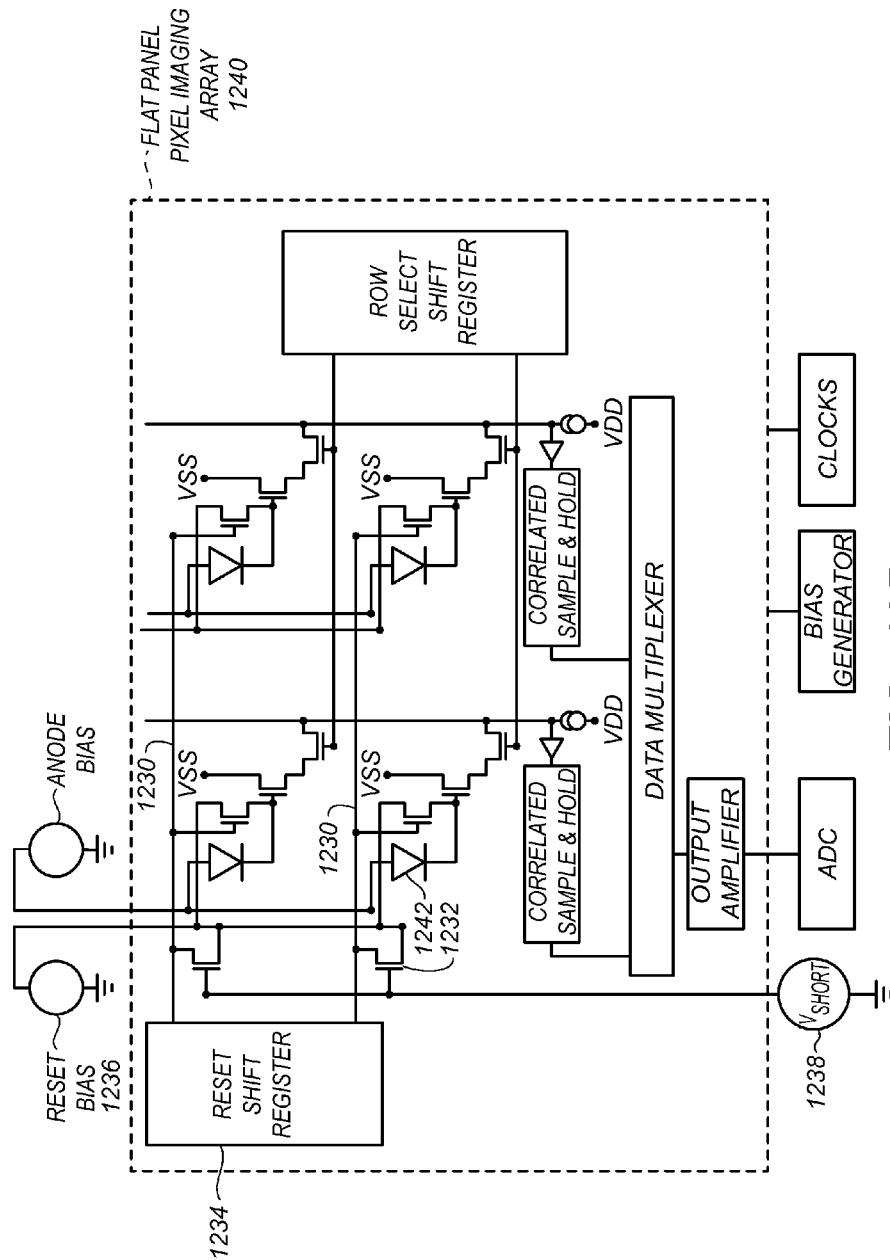 FLAT PANEL
PIXEL IMAGING
ARRAY
1240
ANODE
BIAS
RESET
BIAS
1236
1234
RESET
SHIFT
REGISTER
1230
1230
VSS
VSS
VSS
VSS
1242
1232
ROW
SELECT
SHIFT
REGISTER
CORRELATED
SAMPLE & HOLD
VDD
CORRELATED
SAMPLE & HOLD
VDD
DATA MULTIPLEXER
OUTPUT
AMPLIFIER
VSHORT
1238
ADC
BIAS
GENERATOR
CLOCKS